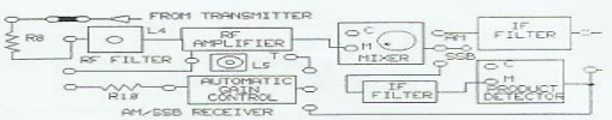 FROM TRANSMITTER
R8
L4
RF FILTER
RF AMPLIFIER
L5
T
C
M
MIXER
AM
SSB
IF FILTER
IF FILTER
C
M
PRODUCT DETECTOR
R10
AUTOMATIC GAIN CONTROL
AM/SSB RECEIVER